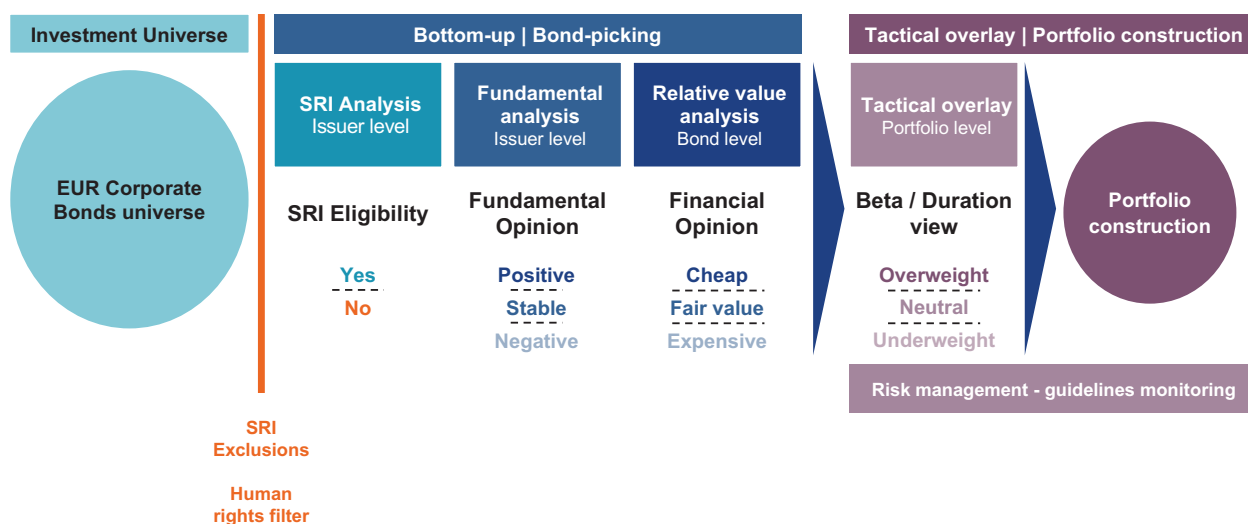 Investment Universe
EUR Corporate
Bonds universe
SRI
Exclusions
Human
rights filter
Bottom-up | Bond-picking
SRI Analysis
Issuer level
SRI Eligibility
Yes
No
Fundamental
analysis
Issuer level
Fundamental
Opinion
Positive
Stable
Negative
Relative value
analysis
Bond level
Financial
Opinion
Cheap
Fair value
Expensive
Tactical overlay | Portfolio construction
Tactical overlay
Portfolio level
Beta / Duration
view
Overweight
Neutral
Underweight
Portfolio
construction
Risk management - guidelines monitoring